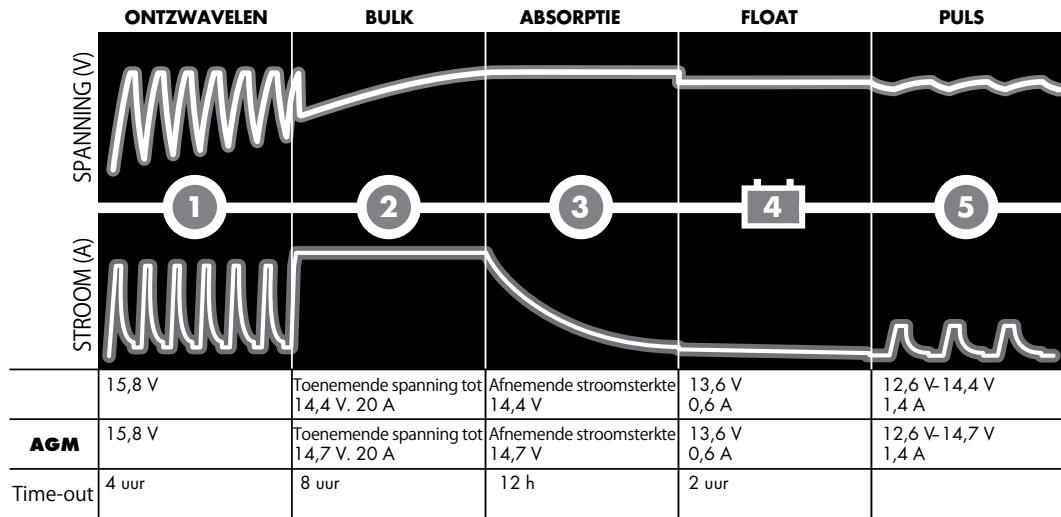 ONTZWAVELEN BULK ABSORPTIE FLOAT PULS
SPANNING (V)
1 2 3 4 5
STROOM (A)
15,8 V Toenemende spanning tot Afnemende stroomsterkte 13,6 V 12,6 V–14,4 V
14,4 V. 20 A 14,4 V 0,6 A 1,4 A
AGM 15,8 V Toenemende spanning tot Afnemende stroomsterkte 13,6 V 12,6 V–14,7 V
14,7 V. 20 A 14,7 V 0,6 A 1,4 A
Time-out 4 uur 8 uur 12 h 2 uur